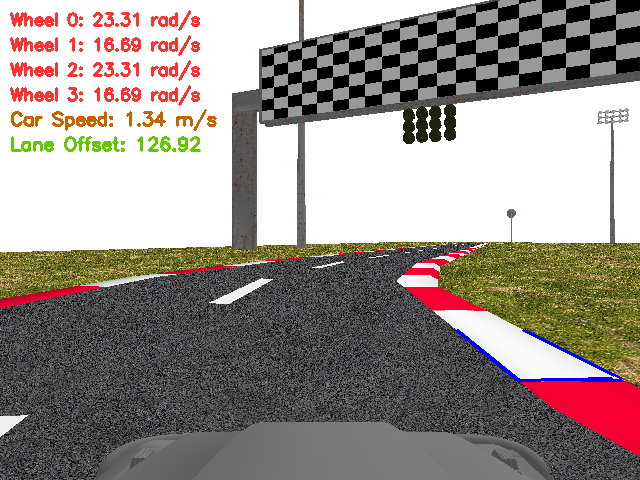 Wheel 0: 23.31 rad/s
Wheel 1: 16.69 rad/s
Wheel 2: 23.31 rad/s
Wheel 3: 16.69 rad/s
Car Speed: 1.34 m/s
Lane Offset: 126.92